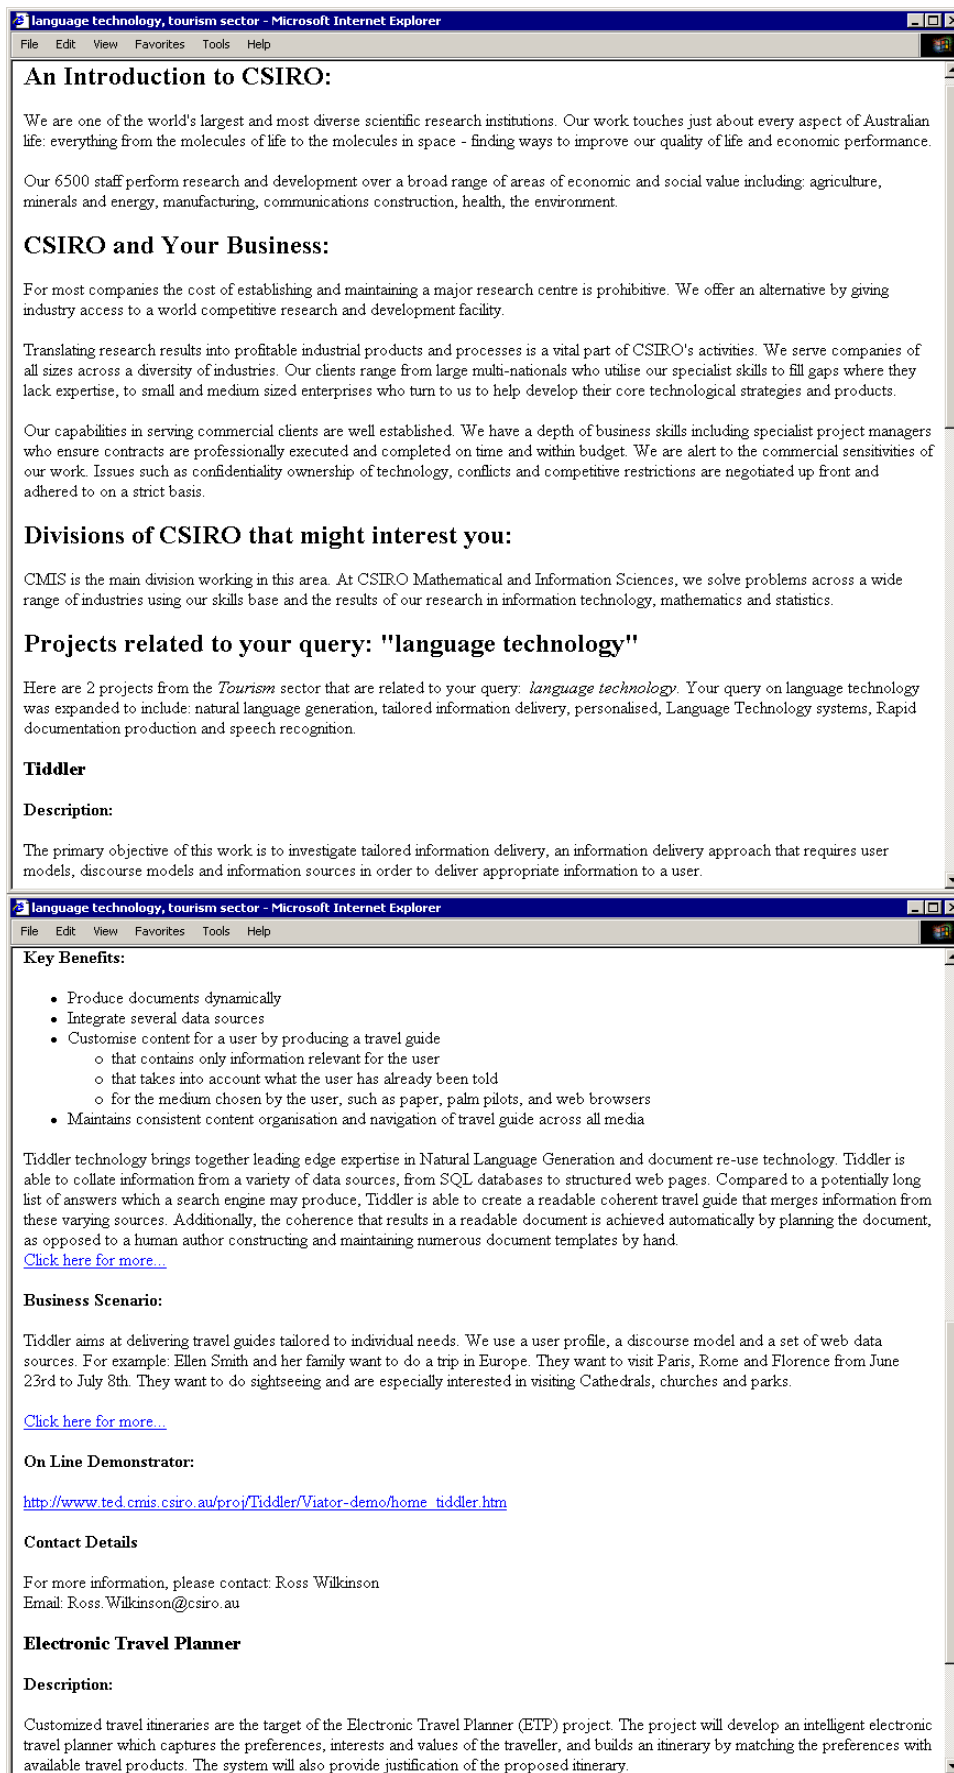 language technology, tourism sector - Microsoft Internet Explorer
File Edit View Favorites Tools Help
An Introduction to CSIRO:
We are one of the world's largest and most diverse scientific research institutions. Our work touches just about every aspect of Australian
life: everything from the molecules of life to the molecules in space - finding ways to improve our quality of life and economic performance.
Our 6500 staff perform research and development over a broad range of areas of economic and social value including: agriculture,
minerals and energy, manufacturing, communications construction, health, the environment.
CSIRO and Your Business:
For most companies the cost of establishing and maintaining a major research centre is prohibitive. We offer an alternative by giving
industry access to a world competitive research and development facility.
Translating research results into profitable industrial products and processes is a vital part of CSIRO's activities. We serve companies of
all sizes across a diversity of industries. Our clients range from large multi-nationals who utilise our specialist skills to fill gaps where they
lack expertise, to small and medium sized enterprises who turn to us to help develop their core technological strategies and products.
Our capabilities in serving commercial clients are well established. We have a depth of business skills including specialist project managers
who ensure contracts are professionally executed and completed on time and within budget. We are alert to the commercial sensitivities of
our work. Issues such as confidentiality ownership of technology, conflicts and competitive restrictions are negotiated up front and
adhered to on a strict basis.
Divisions of CSIRO that might interest you:
CMIS is the main division working in this area. At CSIRO Mathematical and Information Sciences, we solve problems across a wide
range of industries using our skills base and the results of our research in information technology, mathematics and statistics.
Projects related to your query: "language technology"
Here are 2 projects from the Tourism sector that are related to your query: language technology. Your query on language technology
was expanded to include: natural language generation, tailored information delivery, personalised, Language Technology systems, Rapid
documentation production and speech recognition.
Tiddler
Description:
The primary objective of this work is to investigate tailored information delivery, an information delivery approach that requires user
models, discourse models and information sources in order to deliver appropriate information to a user.
language technology, tourism sector - Microsoft Internet Explorer
File Edit View Favorites Tools Help
Key Benefits:
• Produce documents dynamically
• Integrate several data sources
• Customise content for a user by producing a travel guide
o that contains only information relevant for the user
o that takes into account what the user has already been told
o for the medium chosen by the user, such as paper, palm pilots, and web browsers
• Maintains consistent content organisation and navigation of travel guide across all media
Tiddler technology brings together leading edge expertise in Natural Language Generation and document re-use technology. Tiddler is
able to collate information from a variety of data sources, from SQL databases to structured web pages. Compared to a potentially long
list of answers which a search engine may produce, Tiddler is able to create a readable coherent travel guide that merges information from
these varying sources. Additionally, the coherence that results in a readable document is achieved automatically by planning the document,
as opposed to a human author constructing and maintaining numerous document templates by hand.
Click here for more...
Business Scenario:
Tiddler aims at delivering travel guides tailored to individual needs. We use a user profile, a discourse model and a set of web data
sources. For example: Ellen Smith and her family want to do a trip in Europe. They want to visit Paris, Rome and Florence from June
23rd to July 8th. They want to do sightseeing and are especially interested in visiting Cathedrals, churches and parks.
Click here for more...
On Line Demonstrator:
http://www.ted.cmis.csiro.au/proj/Tiddler/Viator-demo/home_tiddler.htm
Contact Details
For more information, please contact: Ross Wilkinson
Email: Ross.Wilkinson@csiro.au
Electronic Travel Planner
Description:
Customized travel itineraries are the target of the Electronic Travel Planner (ETP) project. The project will develop an intelligent electronic
travel planner which captures the preferences, interests and values of the traveller, and builds an itinerary by matching the preferences with
available travel products. The system will also provide justification of the proposed itinerary.